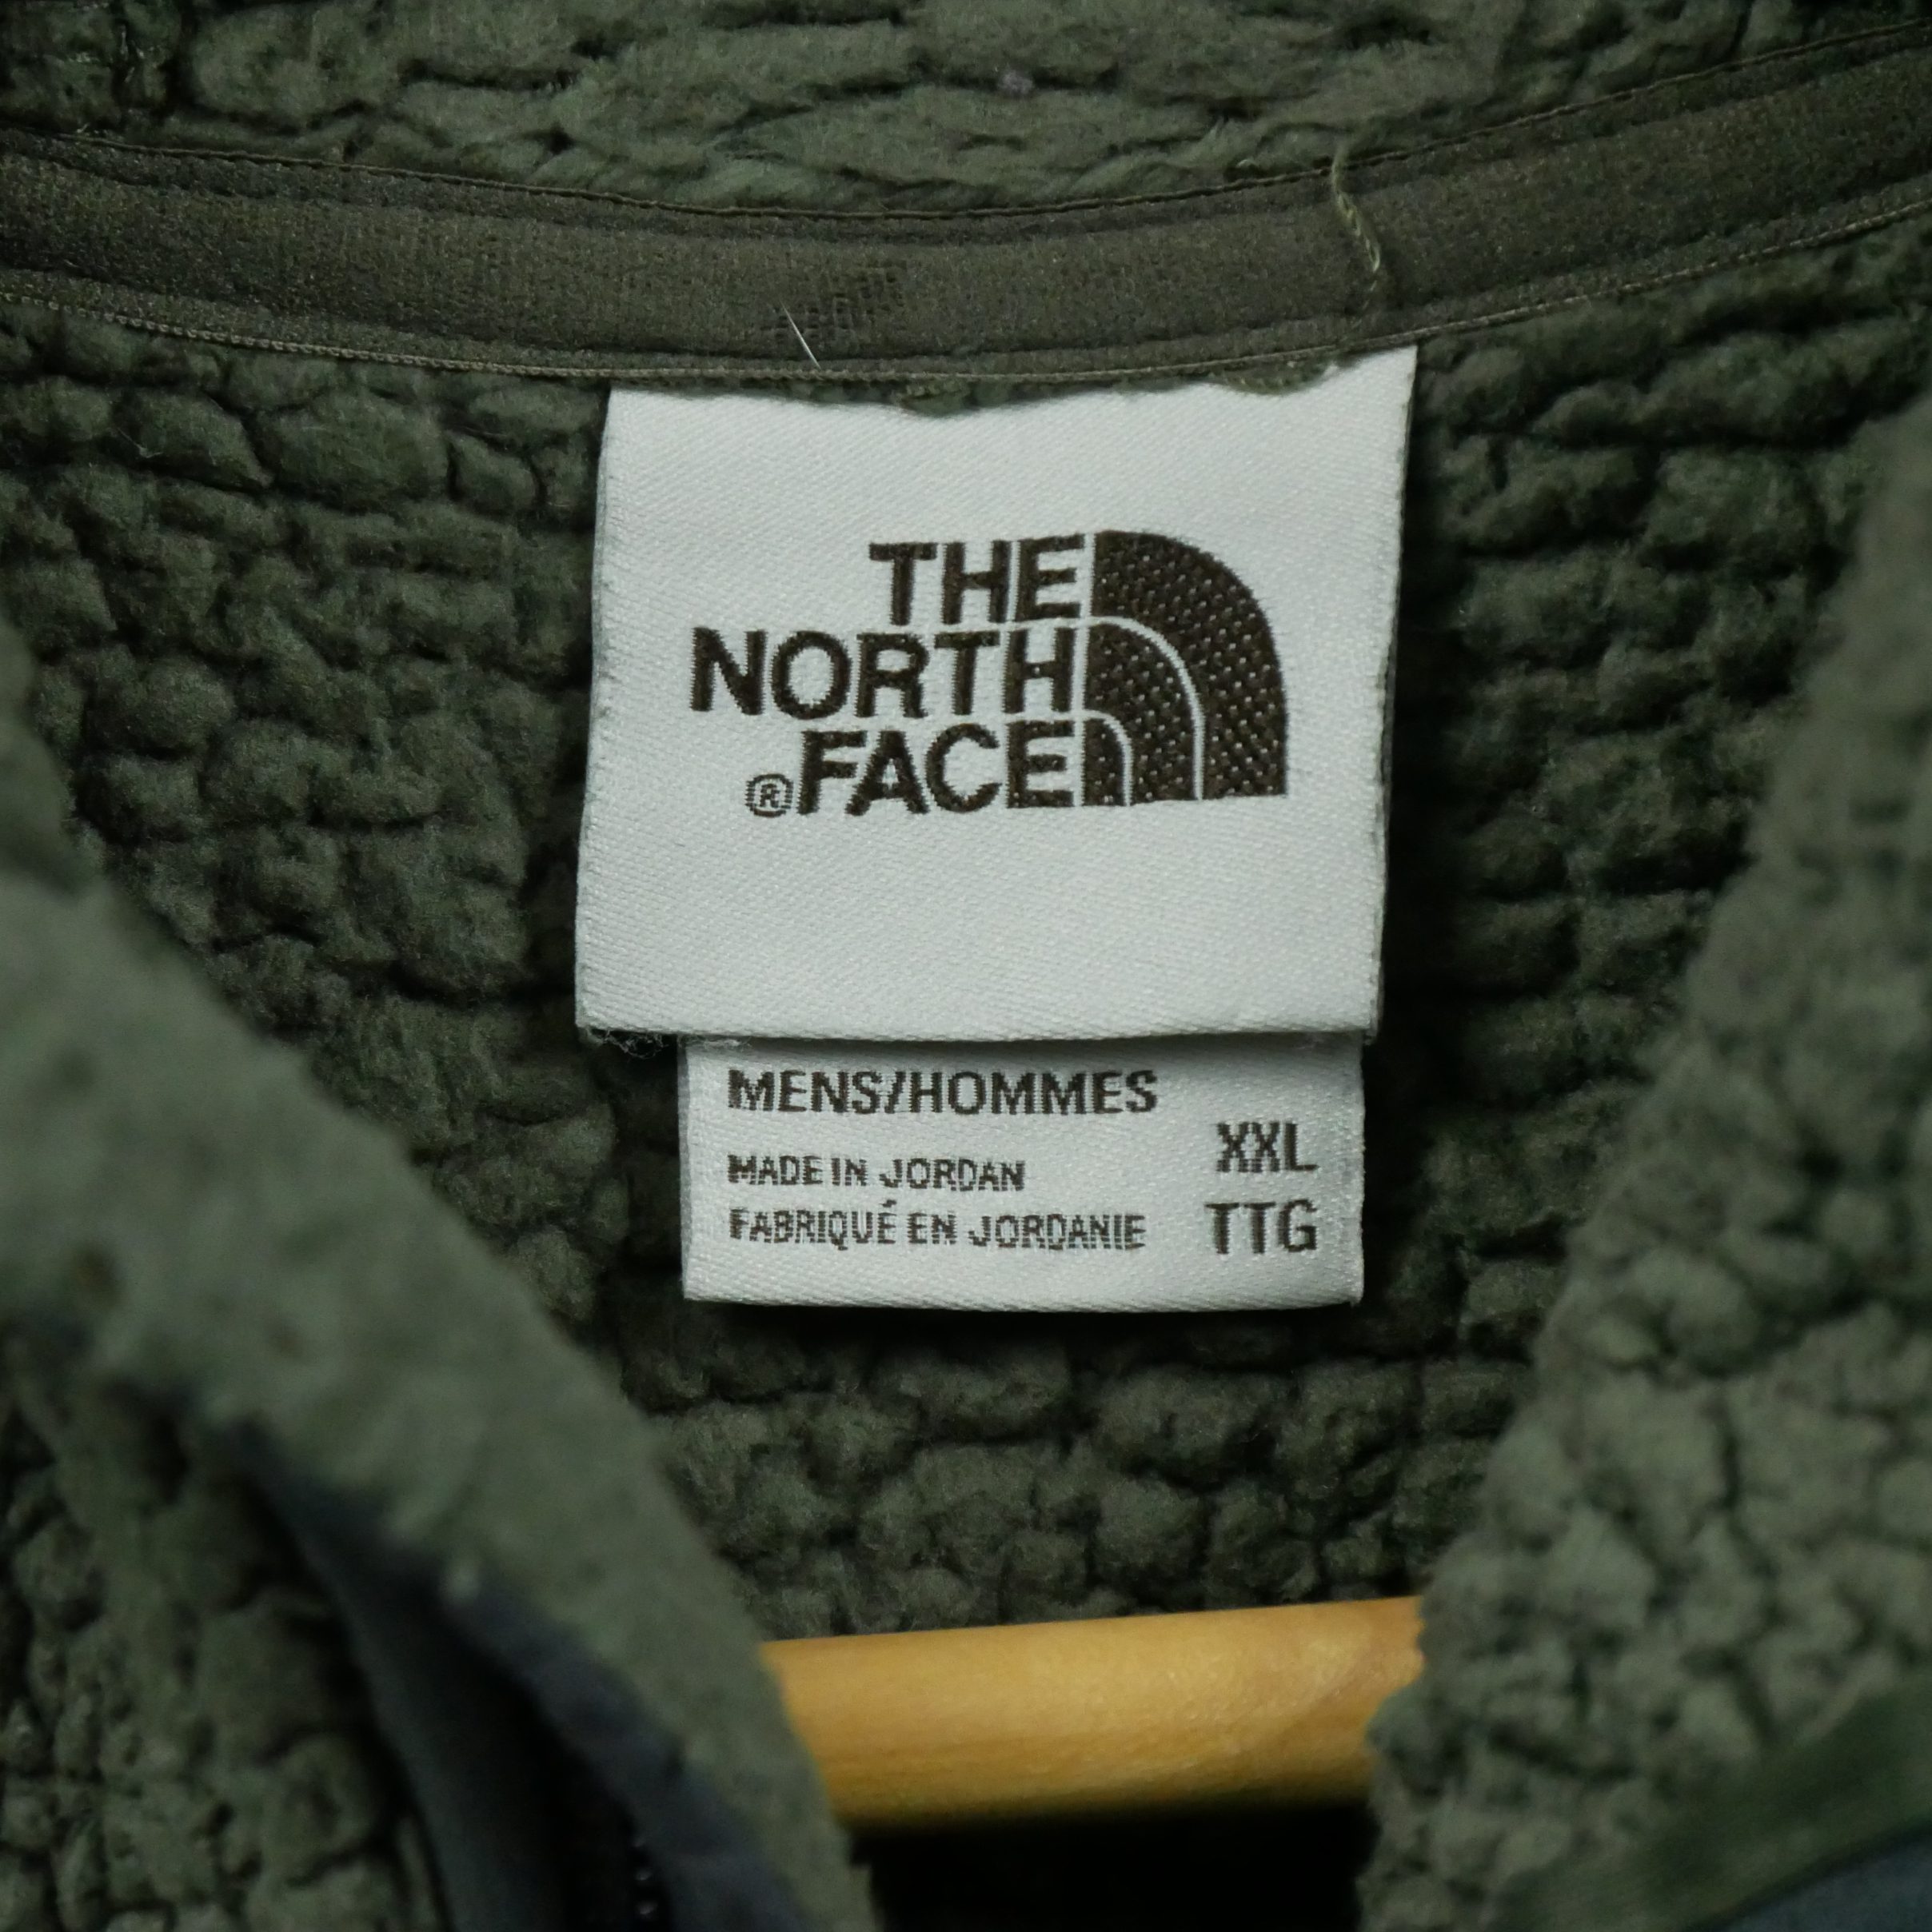 THE
NORTH
®FACE
MENS/HOMMES
MADE IN JORDAN
FABRIQUÉ EN JORDANIE
XXL
TTG